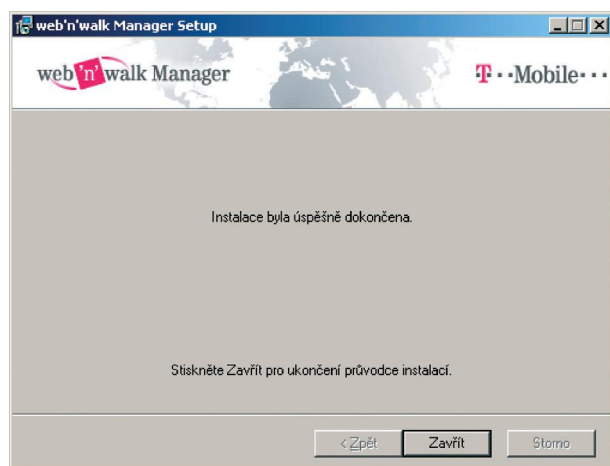 web'n'walk Manager Setup
web'n'walk Manager
T··Mobile···
Instalace byla úspěšně dokončena.
Stiskněte Zavřít pro ukončení průvodce instalací.
< Zpět
Zavřít
Storno